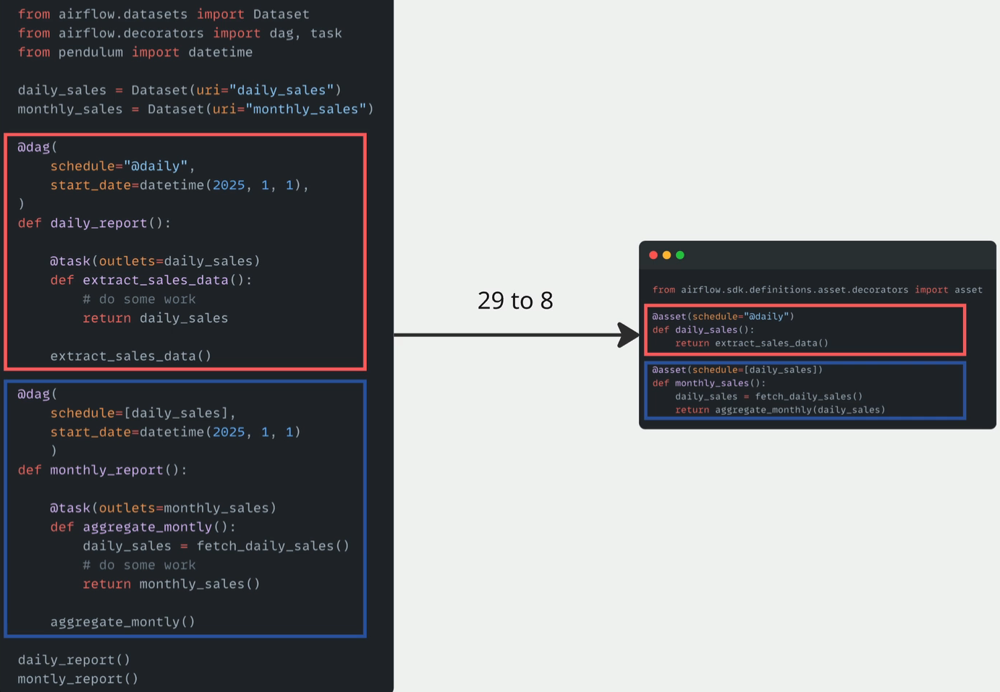 from airflow.datasets import Dataset
from airflow.decorators import dag, task
from pendulum import datetime
daily_sales = Dataset(uri="daily_sales")
monthly_sales = Dataset(uri="monthly_sales")
@dag(
    schedule="@daily",
    start_date=datetime(2025, 1, 1),
)
def daily_report():
    @task(outlets=daily_sales)
    def extract_sales_data():
        # do some work
        return daily_sales
    extract_sales_data()
@dag(
    schedule=[daily_sales],
    start_date=datetime(2025, 1, 1)
    )
def monthly_report():
    @task(outlets=monthly_sales)
    def aggregate_montly():
        daily_sales = fetch_daily_sales()
        # do some work
        return monthly_sales()
    aggregate_montly()
daily_report()
montly_report()
29 to 8
from airflow.sdk.definitions.asset.decorators import asset
@asset(schedule="@daily")
def daily_sales():
    return extract_sales_data()
@asset(schedule=[daily_sales])
def monthly_sales():
    daily_sales = fetch_daily_sales()
    return aggregate_monthly(daily_sales)